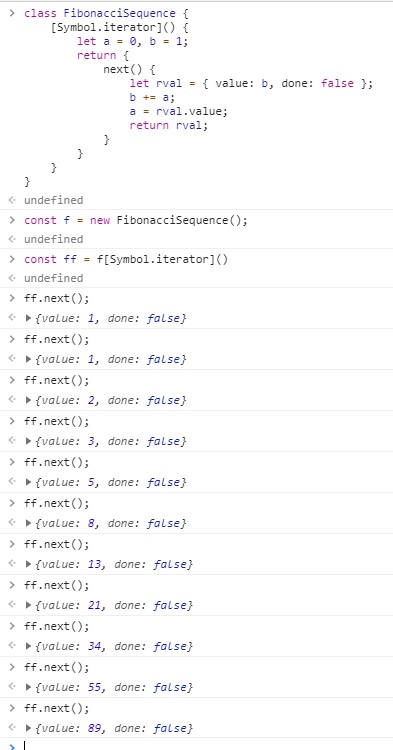 > class FibonacciSequence {
[Symbol.iterator]() {
let a = 0, b = 1;
return {
next() {
let rval = { value: b, done: false };
b += a;
a = rval.value;
return rval;
}
}
}
}
< undefined
> const f = new FibonacciSequence();
< undefined
> const ff = f[Symbol.iterator]()
< undefined
> ff.next();
< ▶{value: 1, done: false}
> ff.next();
< ▶{value: 1, done: false}
> ff.next();
< ▶{value: 2, done: false}
> ff.next();
< ▶{value: 3, done: false}
> ff.next();
< ▶{value: 5, done: false}
> ff.next();
< ▶{value: 8, done: false}
> ff.next();
< ▶{value: 13, done: false}
> ff.next();
< ▶{value: 21, done: false}
> ff.next();
< ▶{value: 34, done: false}
> ff.next();
< ▶{value: 55, done: false}
> ff.next();
< ▶{value: 89, done: false}
>